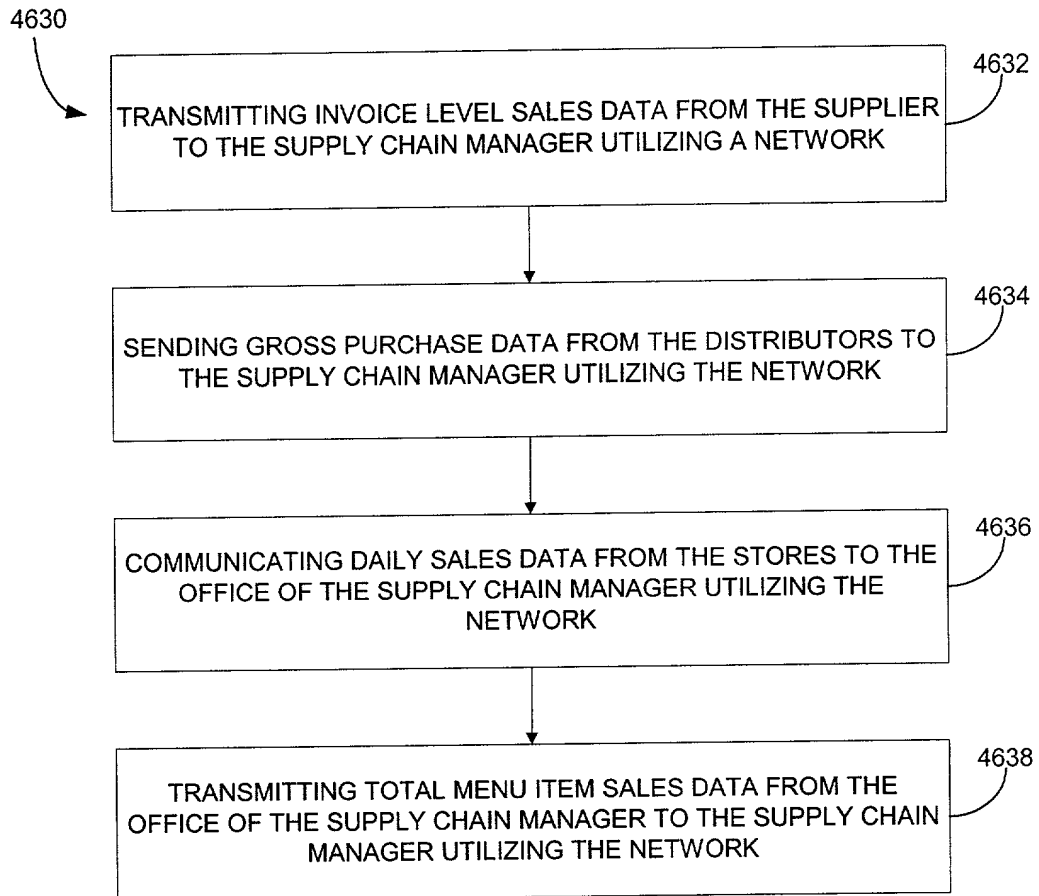 4630
4632
TRANSMITTING INVOICE LEVEL SALES DATA FROM THE SUPPLIER
TO THE SUPPLY CHAIN MANAGER UTILIZING A NETWORK
4634
SENDING GROSS PURCHASE DATA FROM THE DISTRIBUTORS TO
THE SUPPLY CHAIN MANAGER UTILIZING THE NETWORK
4636
COMMUNICATING DAILY SALES DATA FROM THE STORES TO THE
OFFICE OF THE SUPPLY CHAIN MANAGER UTILIZING THE
NETWORK
4638
TRANSMITTING TOTAL MENU ITEM SALES DATA FROM THE
OFFICE OF THE SUPPLY CHAIN MANAGER TO THE SUPPLY CHAIN
MANAGER UTILIZING THE NETWORK